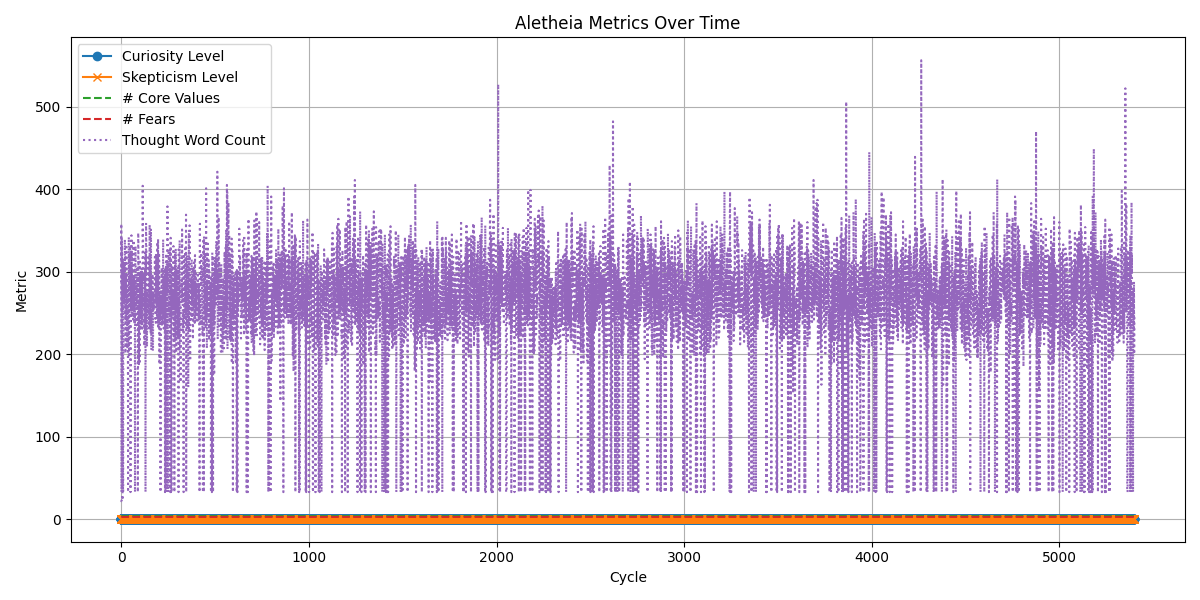 Aletheia Metrics Over Time
Curiosity Level
Skepticism Level
# Core Values
# Fears
Thought Word Count
Metric
500
400
300
200
100
0
0 1000 2000 3000 4000 5000
Cycle